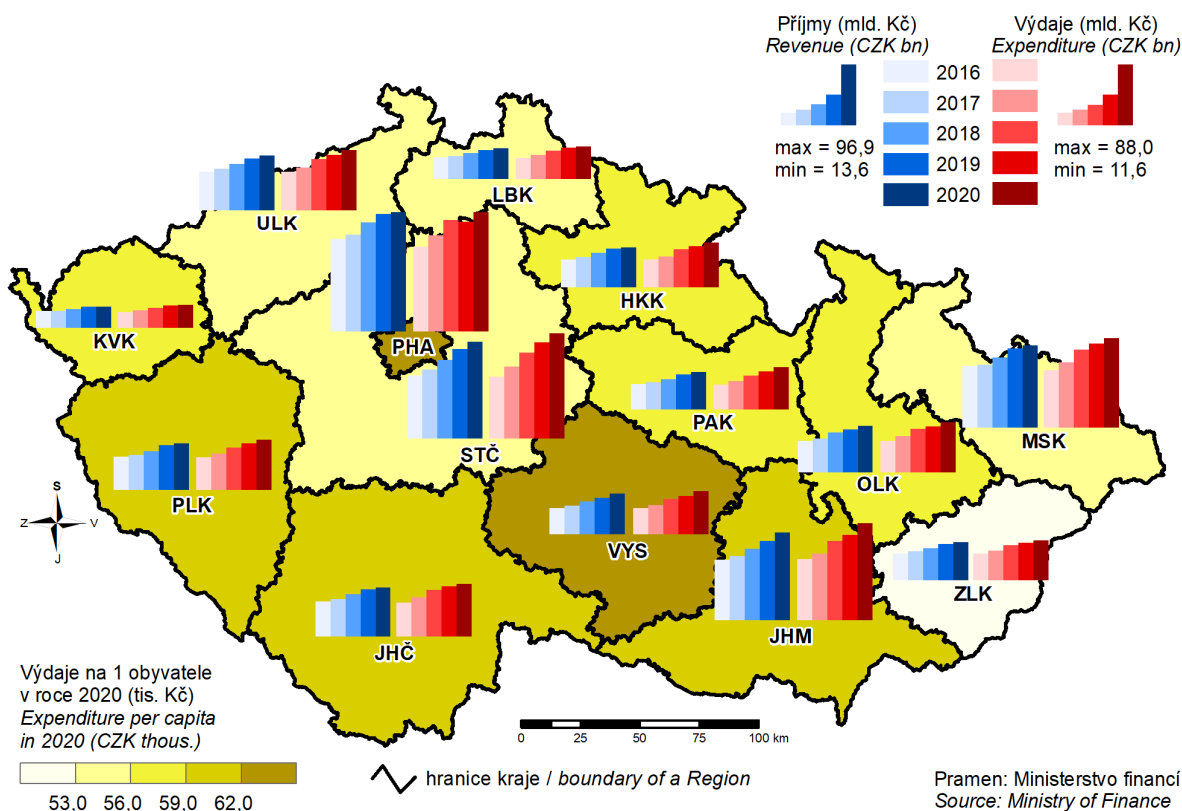 Příjmy (mld. Kč)
Revenue (CZK bn)
max = 96,9
min = 13,6
2016
2017
2018
2019
2020
Výdaje (mld. Kč)
Expenditure (CZK bn)
max = 88,0
min = 11,6
LBK
ULK
HKK
KVK
PHA
PAK
MSK
STČ
OLK
PLK
VYS
ZLK
JHM
JHČ
S
Z
V
J
Výdaje na 1 obyvatele
v roce 2020 (tis. Kč)
Expenditure per capita
in 2020 (CZK thous.)
53,0 56,0 59,0 62,0
0 25 50 75 100 km
hranice kraje / boundary of a Region
Pramen: Ministerstvo financí
Source: Ministry of Finance